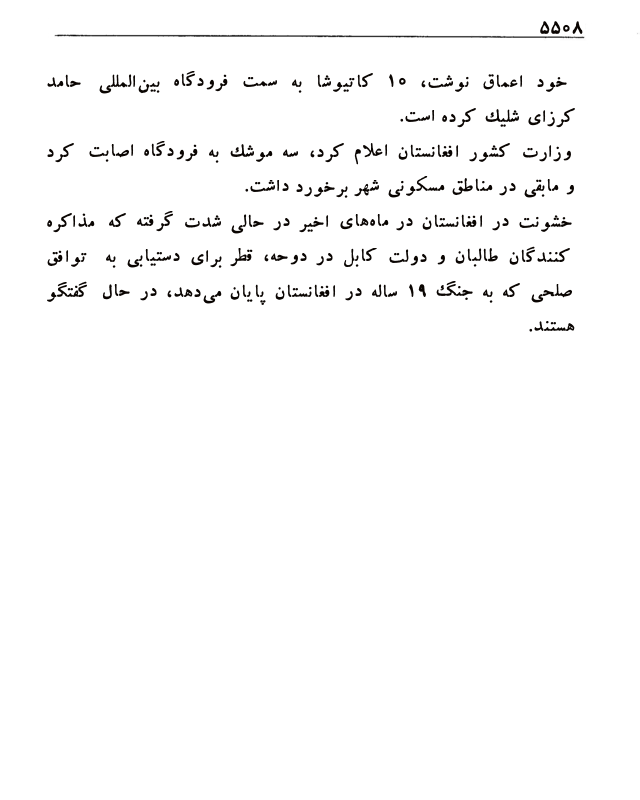 ۵۵۰۸
خود اعماق نوشت، ۱۵ کاتیوشا به سمت فرودگاه بین‌المللی حامد
کرزای شلیك کرده است.
وزارت کشور افغانستان اعلام کرد، سه موشك به فرودگاه اصابت کرد
و مابقی در مناطق مسکونی شهر برخورد داشت.
خشونت در افغانستان در ماه‌های اخیر در حالی شدت گرفته که مذاکره
کنندگان طالبان و دولت کابل در دوحه، قطر برای دستیابی به توافق
صلحی که به جنگ ۱۹ ساله در افغانستان پایان می‌دهد، در حال گفتگو
هستند.